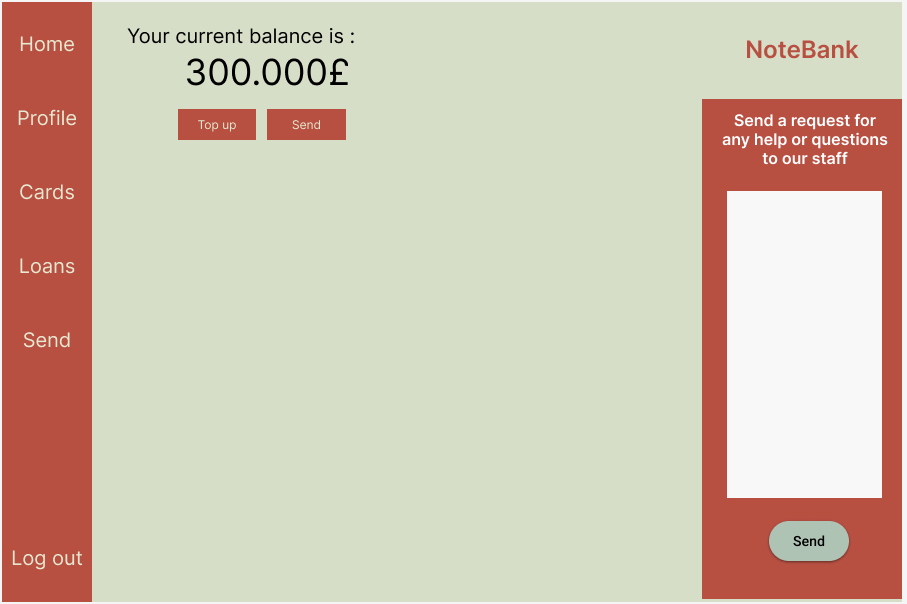 Home
Profile
Cards
Loans
Send
Log out
Your current balance is :
300.000£
Top up
Send
NoteBank
Send a request for
any help or questions
to our staff
Send